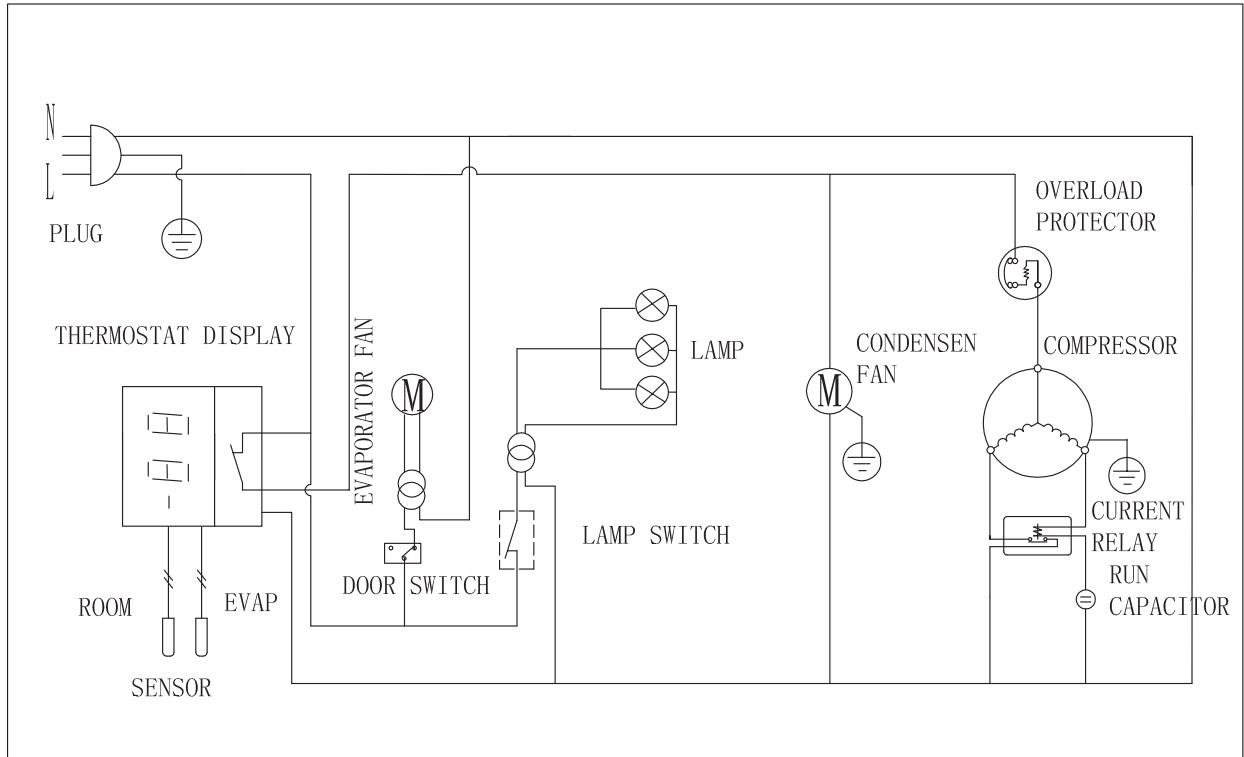 N
L
PLUG
OVERLOAD
PROTECTOR
THERMOSTAT DISPLAY
EVAPORATOR FAN
M
LAMP
M
CONDENSEN
FAN
COMPRESSOR
LAMP SWITCH
DOOR SWITCH
CURRENT
RELAY
RUN
CAPACITOR
ROOM
EVAP
SENSOR